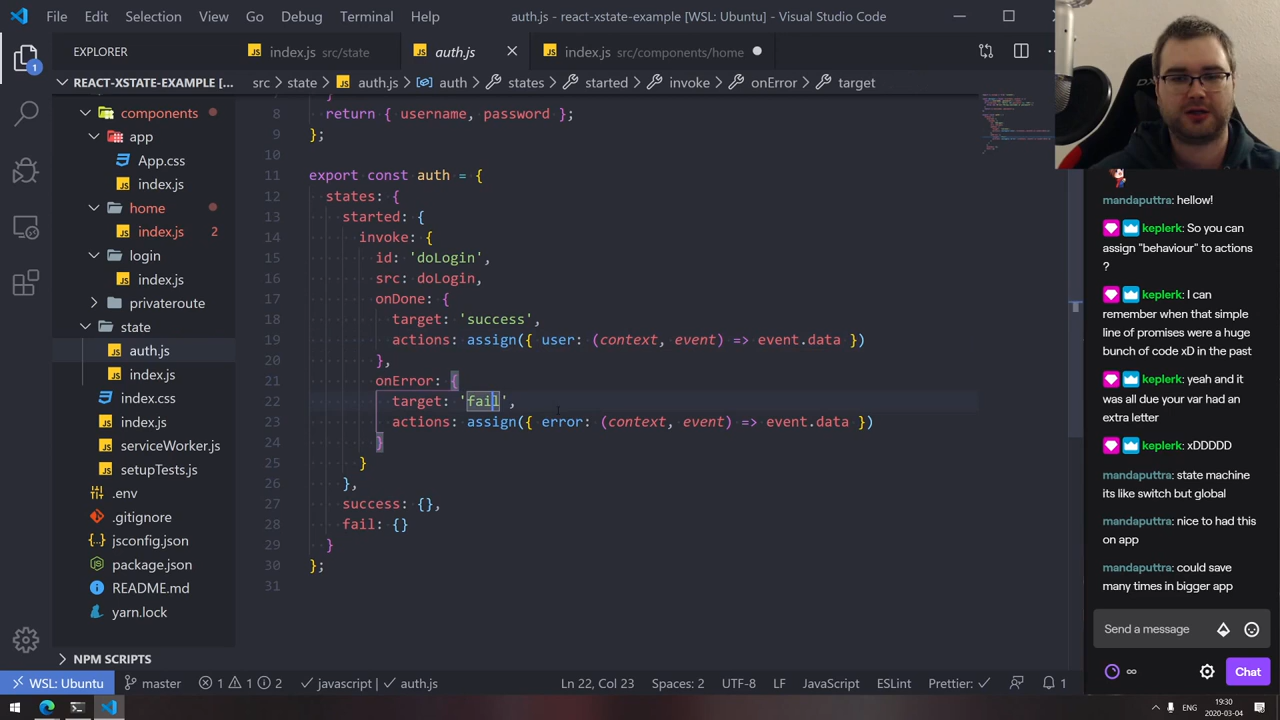 File Edit Selection View Go Debug Terminal Help
auth.js - react-xstate-example [WSL: Ubuntu] - Visual Studio Code
EXPLORER
index.js src/state
auth.js
index.js src/components/home
REACT-XSTATE-EXAMPLE [...
src > state > auth.js > auth > states > started > invoke > onError > target
components
app
App.css
index.js
home
index.js 2
login
index.js
privateroute
state
auth.js
index.js
index.css
index.js
serviceWorker.js
setupTests.js
.env
.gitignore
jsconfig.json
package.json
README.md
yarn.lock
NPM SCRIPTS
1
8 return { username, password };
9 };
10
11 export const auth = {
12 states: {
13 started: {
14 invoke: {
15 id: 'doLogin',
16 src: doLogin,
17 onDone: {
18 target: 'success',
19 actions: assign({ user: (context, event) => event.data })
20 },
21 onError: {
22 target: 'fail',
23 actions: assign({ error: (context, event) => event.data })
24 }
25 }
26 },
27 success: {},
28 fail: {}
29 }
30 };
31
DX
mandaputtra: hellow!
keplerk: So you can
assign "behaviour" to actions
?
keplerk: I can
remember when that simple
line of promises were a huge
bunch of code xD in the past
keplerk: yeah and it
was all due your var had an
extra letter
keplerk: xDDDDD
mandaputtra: state machine
its like switch but global
mandaputtra: nice to had this
on app
mandaputtra: could save
many times in bigger app
Send a message
∞
Chat
WSL: Ubuntu master 1 1 2 javascript auth.js Ln 22, Col 23 Spaces: 2 UTF-8 LF JavaScript ESLint Prettier: ✓ 1
ENG
19:30
2020-03-04